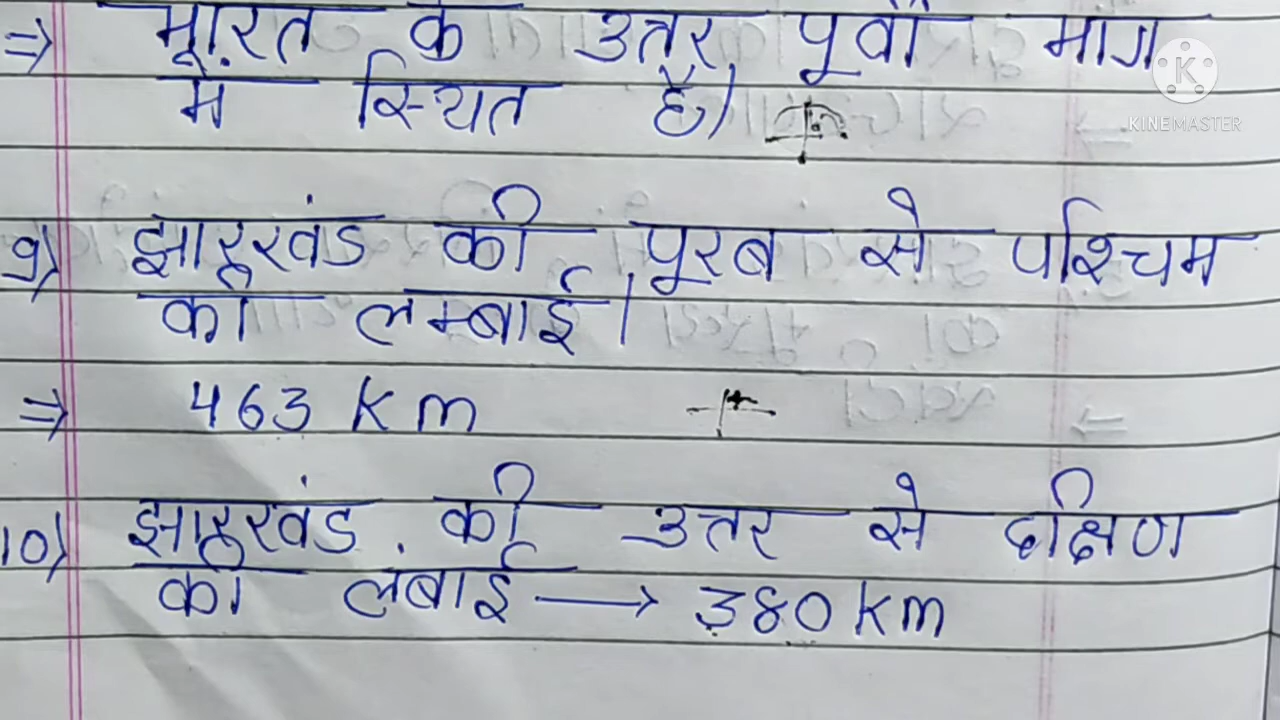 ⇒ भारत के उत्तर पूर्वी भाग
में स्थित है।
9) झारखंड की पूरब से पश्चिम
का लम्बाई।
⇒ 463 km
10) झारखंड की उत्तर से दक्षिण
का लंबाई → 380 km
K
KINEMASTER